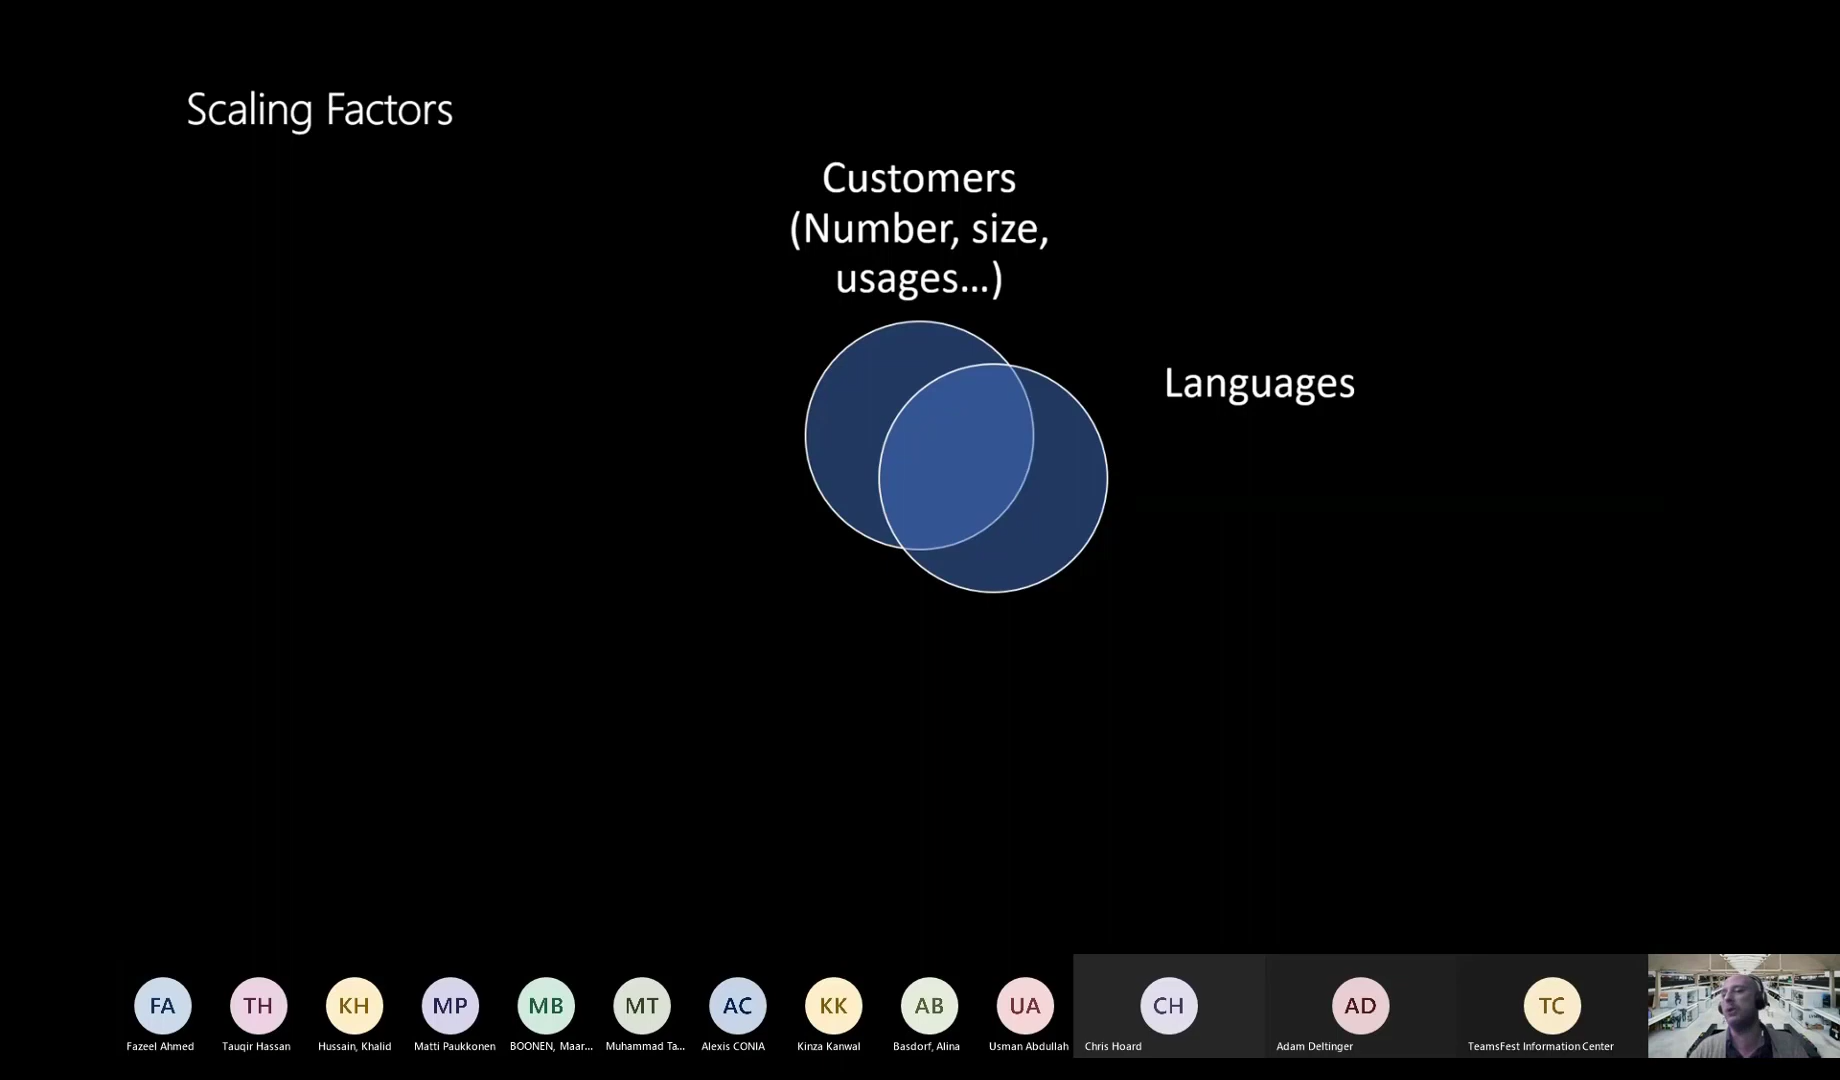 Scaling Factors
Customers
(Number, size,
usages...)
Languages
FA
TH
KH
MP
MB
MT
AC
KK
AB
UA
CH
AD
TC
Fazeel Ahmed
Tauqir Hassan
Hussain, Khalid
Matti Paukkonen
BOONEN, Maar...
Muhammad Ta...
Alexis CONIA
Kinza Kanwal
Basdorf, Alina
Usman Abdullah
Chris Hoard
Adam Deltinger
TeamsFest Information Center